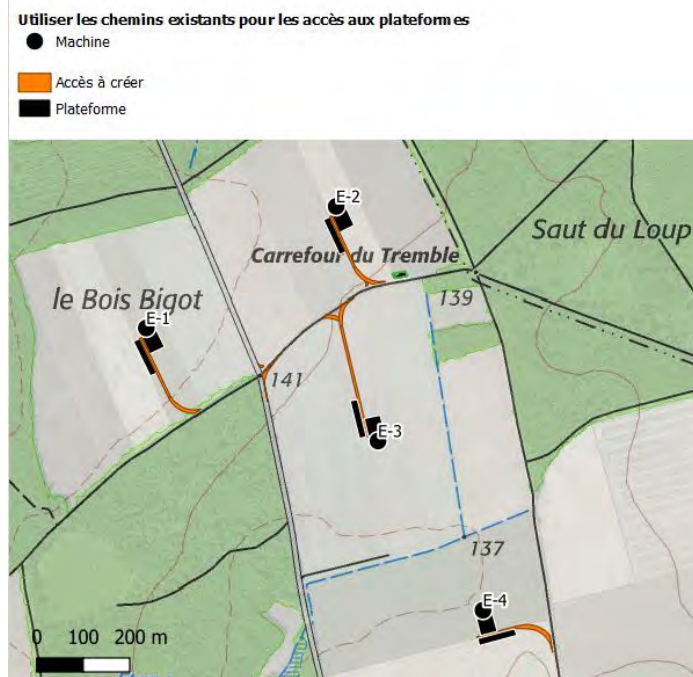 Utiliser les chemins existants pour les accès aux plateformes
Machine
Accès à créer
Plateforme
E-2
Saut du Loup
Carrefour du Tremble
le Bois Bigot
139
E-1
141
E-3
137
E-4
0 100 200 m